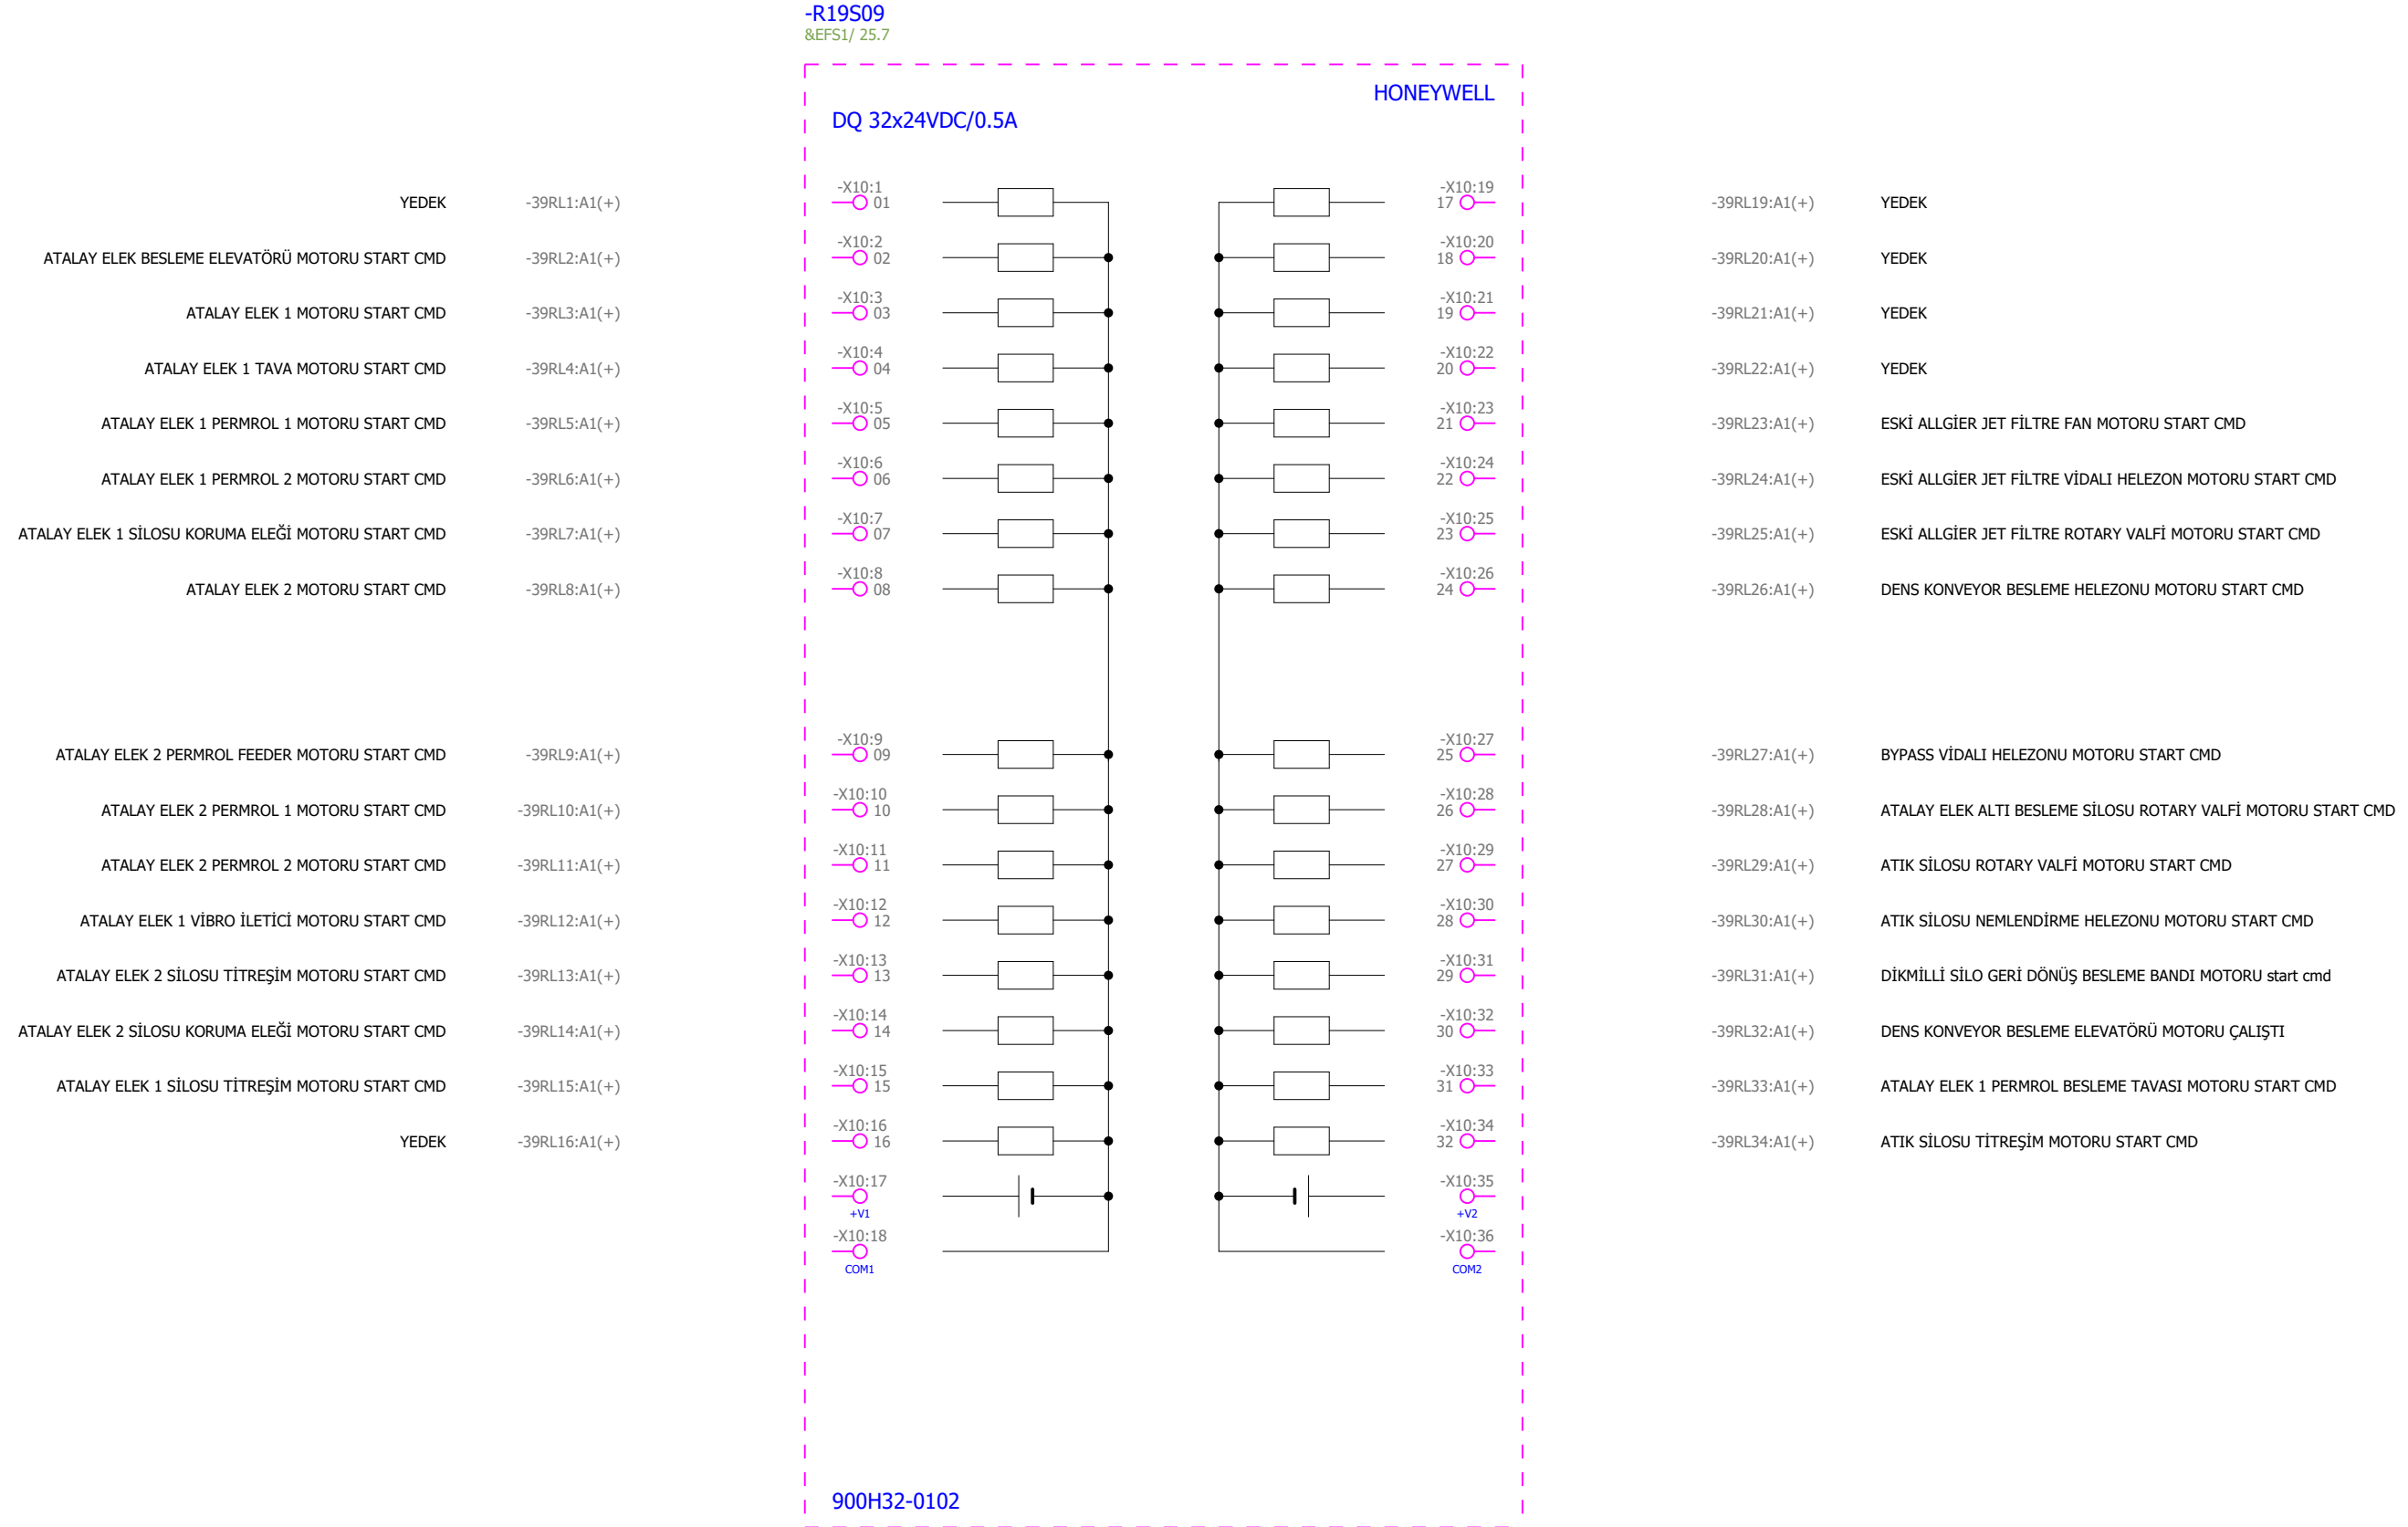 -R19S09
&EFS1/ 25.7
HONEYWELL
DQ 32x24VDC/0.5A
YEDEK -39RL1:A1(+) -X10:1 01 -X10:19 17 -39RL19:A1(+) YEDEK
ATALAY ELEK BESLEME ELEVATÖRÜ MOTORU START CMD -39RL2:A1(+) -X10:2 02 -X10:20 18 -39RL20:A1(+) YEDEK
ATALAY ELEK 1 MOTORU START CMD -39RL3:A1(+) -X10:3 03 -X10:21 19 -39RL21:A1(+) YEDEK
ATALAY ELEK 1 TAVA MOTORU START CMD -39RL4:A1(+) -X10:4 04 -X10:22 20 -39RL22:A1(+) YEDEK
ATALAY ELEK 1 PERMROL 1 MOTORU START CMD -39RL5:A1(+) -X10:5 05 -X10:23 21 -39RL23:A1(+) ESKİ ALLGİER JET FİLTRE FAN MOTORU START CMD
ATALAY ELEK 1 PERMROL 2 MOTORU START CMD -39RL6:A1(+) -X10:6 06 -X10:24 22 -39RL24:A1(+) ESKİ ALLGİER JET FİLTRE VİDALI HELEZON MOTORU START CMD
ATALAY ELEK 1 SİLOSU KORUMA ELEĞİ MOTORU START CMD -39RL7:A1(+) -X10:7 07 -X10:25 23 -39RL25:A1(+) ESKİ ALLGİER JET FİLTRE ROTARY VALFİ MOTORU START CMD
ATALAY ELEK 2 MOTORU START CMD -39RL8:A1(+) -X10:8 08 -X10:26 24 -39RL26:A1(+) DENS KONVEYOR BESLEME HELEZONU MOTORU START CMD
ATALAY ELEK 2 PERMROL FEEDER MOTORU START CMD -39RL9:A1(+) -X10:9 09 -X10:27 25 -39RL27:A1(+) BYPASS VİDALI HELEZONU MOTORU START CMD
ATALAY ELEK 2 PERMROL 1 MOTORU START CMD -39RL10:A1(+) -X10:10 10 -X10:28 26 -39RL28:A1(+) ATALAY ELEK ALTI BESLEME SİLOSU ROTARY VALFİ MOTORU START CMD
ATALAY ELEK 2 PERMROL 2 MOTORU START CMD -39RL11:A1(+) -X10:11 11 -X10:29 27 -39RL29:A1(+) ATIK SİLOSU ROTARY VALFİ MOTORU START CMD
ATALAY ELEK 1 VİBRO İLETİCİ MOTORU START CMD -39RL12:A1(+) -X10:12 12 -X10:30 28 -39RL30:A1(+) ATIK SİLOSU NEMLENDİRME HELEZONU MOTORU START CMD
ATALAY ELEK 2 SİLOSU TİTREŞİM MOTORU START CMD -39RL13:A1(+) -X10:13 13 -X10:31 29 -39RL31:A1(+) DİKMİLLİ SİLO GERİ DÖNÜŞ BESLEME BANDI MOTORU start cmd
ATALAY ELEK 2 SİLOSU KORUMA ELEĞİ MOTORU START CMD -39RL14:A1(+) -X10:14 14 -X10:32 30 -39RL32:A1(+) DENS KONVEYOR BESLEME ELEVATÖRÜ MOTORU ÇALIŞTI
ATALAY ELEK 1 SİLOSU TİTREŞİM MOTORU START CMD -39RL15:A1(+) -X10:15 15 -X10:33 31 -39RL33:A1(+) ATALAY ELEK 1 PERMROL BESLEME TAVASI MOTORU START CMD
YEDEK -39RL16:A1(+) -X10:16 16 -X10:34 32 -39RL34:A1(+) ATIK SİLOSU TİTREŞİM MOTORU START CMD
-X10:17 -X10:35
+V1 +V2
-X10:18 -X10:36
COM1 COM2
900H32-0102